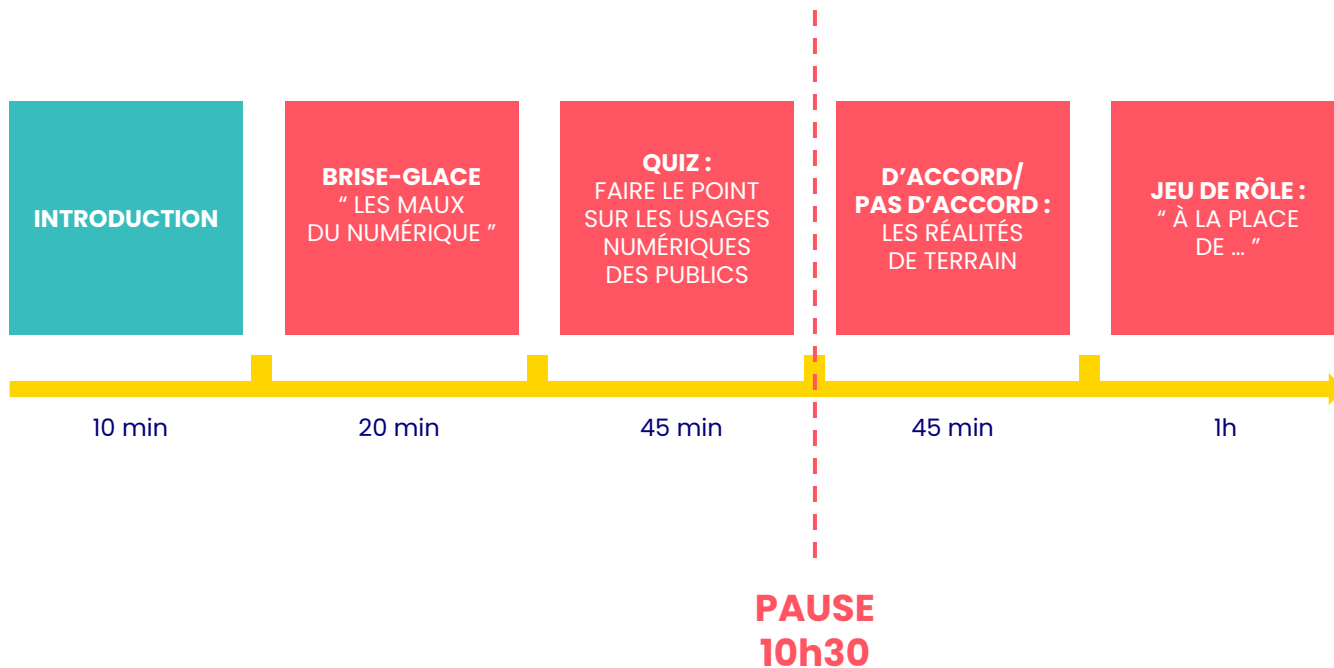 INTRODUCTION
BRISE-GLACE
“ LES MAUX
DU NUMÉRIQUE ”
QUIZ :
FAIRE LE POINT
SUR LES USAGES
NUMÉRIQUES
DES PUBLICS
D’ACCORD/
PAS D’ACCORD :
LES RÉALITÉS
DE TERRAIN
JEU DE RÔLE :
“ À LA PLACE
DE ... ”
10 min
20 min
45 min
45 min
1h
PAUSE
10h30